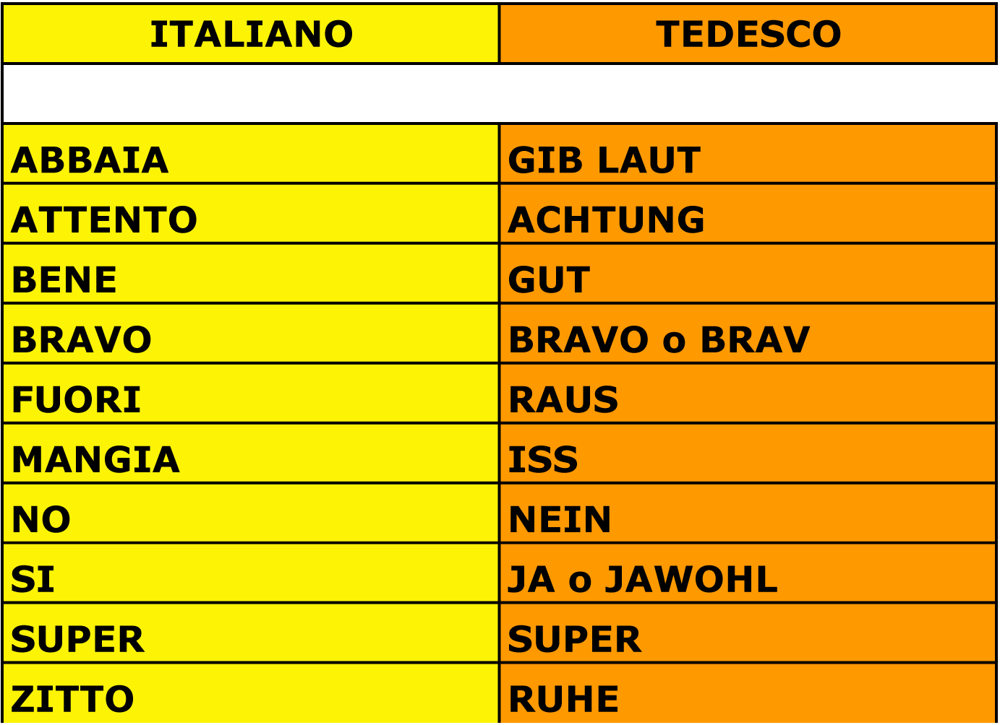 ITALIANO TEDESCO
ABBAIA GIB LAUT
ATTENTO ACHTUNG
BENE GUT
BRAVO BRAVO o BRAV
FUORI RAUS
MANGIA ISS
NO NEIN
SI JA o JAWOHL
SUPER SUPER
ZITTO RUHE